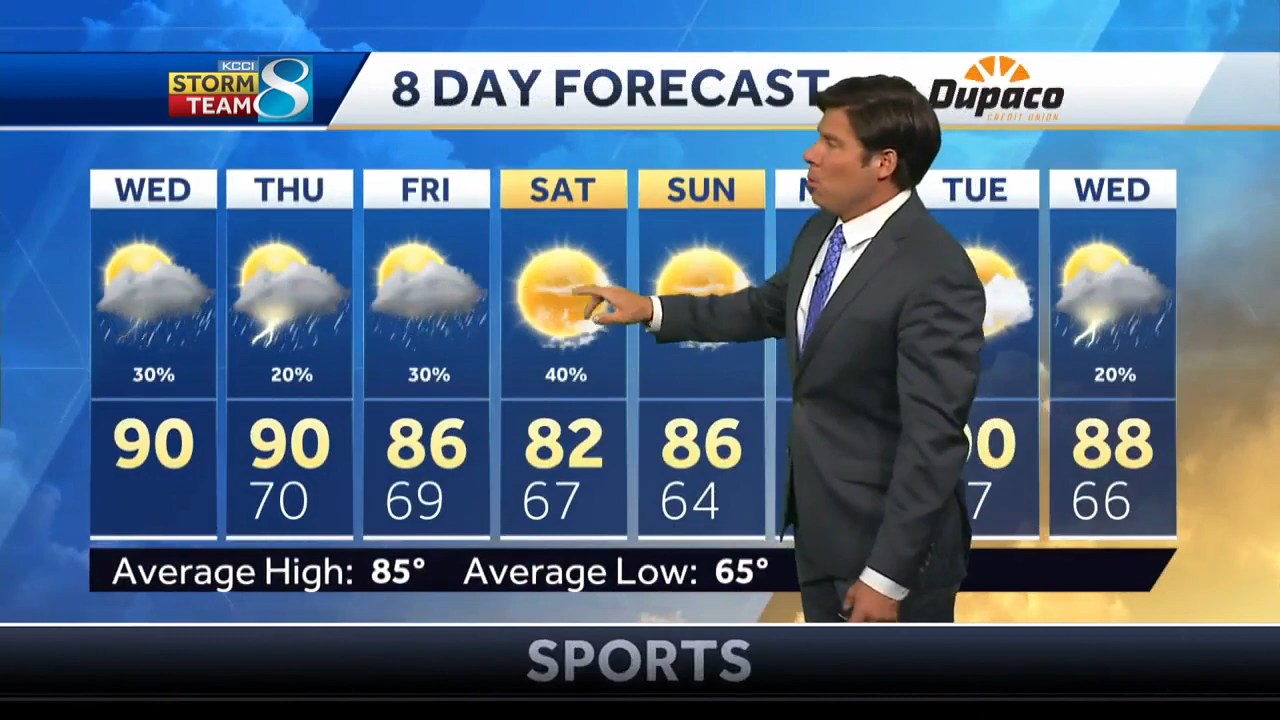 KCCI
STORM
TEAM
8
8 DAY FORECAST
Dupaco
CREDIT UNION
WED THU FRI SAT SUN TUE WED
30% 20% 30% 40% 20%
90 90 86 82 86 88
70 69 67 64 66
Average High: 85° Average Low: 65°
SPORTS